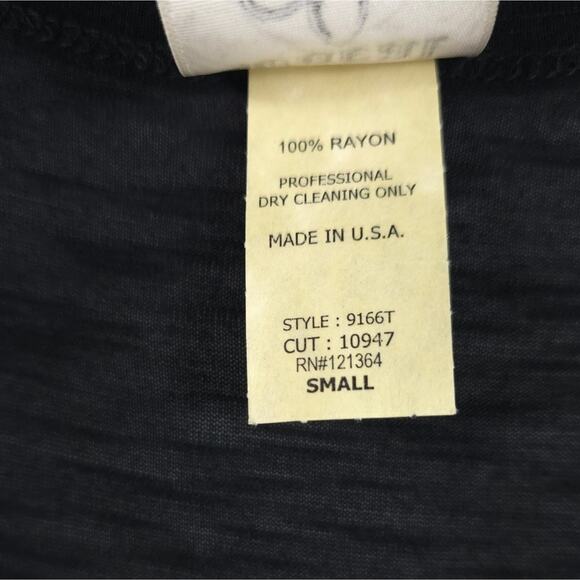 100% RAYON
PROFESSIONAL
DRY CLEANING ONLY
MADE IN U.S.A.
STYLE : 9166T
CUT : 10947
RN#121364
SMALL